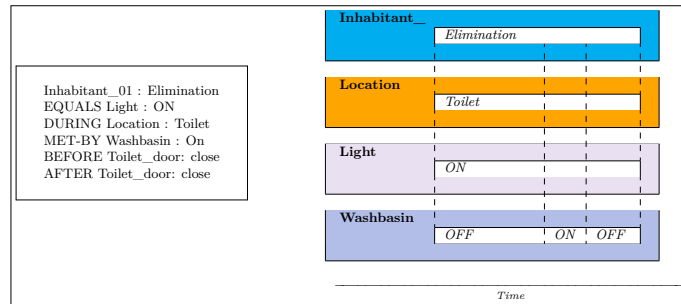 Inhabitant_01 : Elimination
EQUALS Light : ON
DURING Location : Toilet
MET-BY Washbasin : On
BEFORE Toilet_door: close
AFTER Toilet_door: close
Inhabitant_
Elimination
Location
Toilet
Light
ON
Washbasin
OFF ON OFF
Time